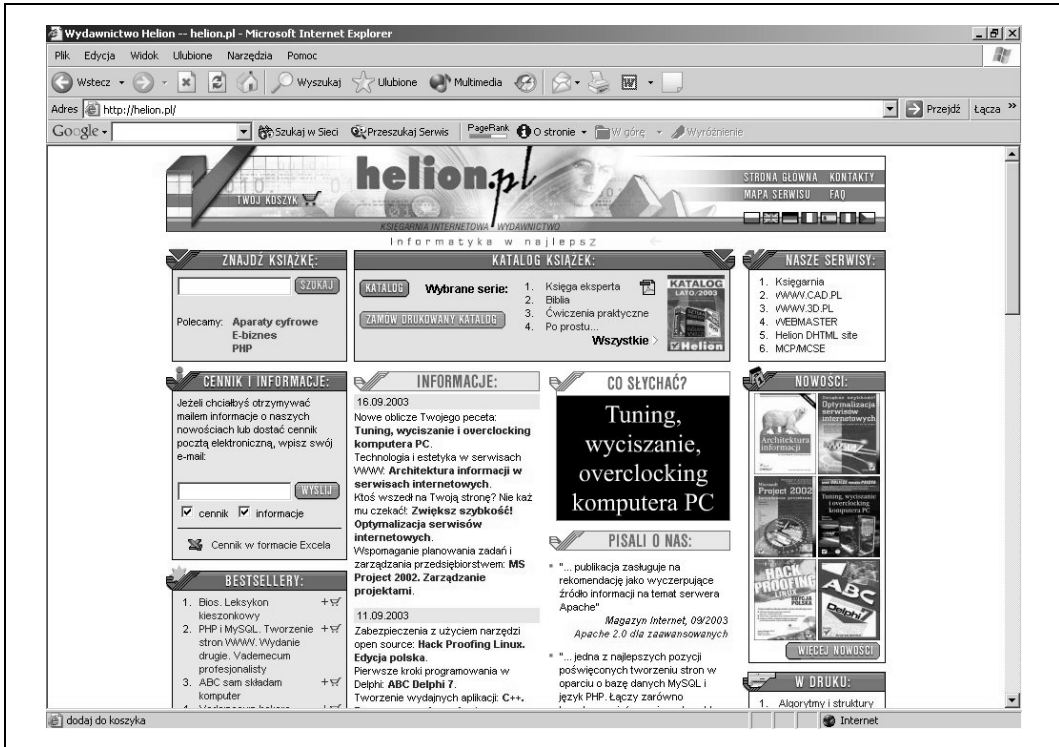 Wydawnictwo Helion -- helion.pl - Microsoft Internet Explorer
Plik Edycja Widok Ulubione Narzędzia Pomoc
Wstecz Wyszukaj Ulubione Multimedia
Adres http://helion.pl/ Przejdź Łącza »
Google Szukaj w Sieci Przeszukaj Serwis PageRank O stronie W górę Wyróżnienie
helion.pl
TWÓJ KOSZYK
STRONA GŁÓWNA KONTAKTY
MAPA SERWISU FAQ
KSIĘGARNIA INTERNETOWA WYDAWNICTWO
Informatyka w najlepsz
ZNAJDŹ KSIĄŻKĘ:
SZUKAJ
Polecamy: Aparaty cyfrowe
E-biznes
PHP
KATALOG KSIĄŻEK:
KATALOG Wybrane serie:
ZAMÓW DRUKOWANY KATALOG
1. Księga eksperta
2. Biblia
3. Ćwiczenia praktyczne
4. Po prostu...
Wszystkie
KATALOG
LATO/2003
Helion
NASZE SERWISY:
1. Księgarnia
2. WWW.CAD.PL
3. WWW.3D.PL
4. WEBMASTER
5. Helion DHTML site
6. MCP/MCSE
CENNIK I INFORMACJE:
Jeżeli chciałbyś otrzymywać
mailem informacje o naszych
nowościach lub dostać cennik
pocztą elektroniczną, wpisz swój
e-mail:
WYŚLIJ
cennik informacje
Cennik w formacie Excela
BESTSELLERY:
1. Bios. Leksykon
kieszonkowy
2. PHP i MySQL. Tworzenie
stron WWW. Wydanie
drugie. Vademecum
profesjonalisty
3. ABC sam składam
komputer
INFORMACJE:
16.09.2003
Nowe oblicze Twojego peceta:
Tuning, wyciszanie i overclocking
komputera PC.
Technologia i estetyka w serwisach
WWW: Architektura informacji w
serwisach internetowych.
Ktoś wszedł na Twoją stronę? Nie każ
mu czekać!: Zwiększ szybkość!
Optymalizacja serwisów
internetowych.
Wspomaganie planowania zadań i
zarządzania przedsiębiorstwem: MS
Project 2002. Zarządzanie
projektami.
11.09.2003
Zabezpieczenia z użyciem narzędzi
open source: Hack Proofing Linux.
Edycja polska.
Pierwsze kroki programowania w
Delphi: ABC Delphi 7.
Tworzenie wydajnych aplikacji: C++.
CO SŁYCHAĆ?
Tuning,
wyciszanie,
overclocking
komputera PC
PISALI O NAS:
"... publikacja zasługuje na
rekomendację jako wyczerpujące
źródło informacji na temat serwera
Apache"
Magazyn Internet, 09/2003
Apache 2.0 dla zaawansowanych
"... jedna z najlepszych pozycji
poświęconych tworzeniu stron w
oparciu o bazę danych MySQL i
język PHP. Łączy zarówno
NOWOŚCI:
Architektura
informacji
Optymalizacja
serwisów
internetowych
Project 2002
Tuning, wyciszanie
i overclocking
komputera PC
HACK
PROOFING
LINUX
EDYCJA
POLSKA
ABC
Delphi 7
WIĘCEJ NOWOŚCI
W DRUKU:
1. Algorytmy i struktury
dodaj do koszyka Internet